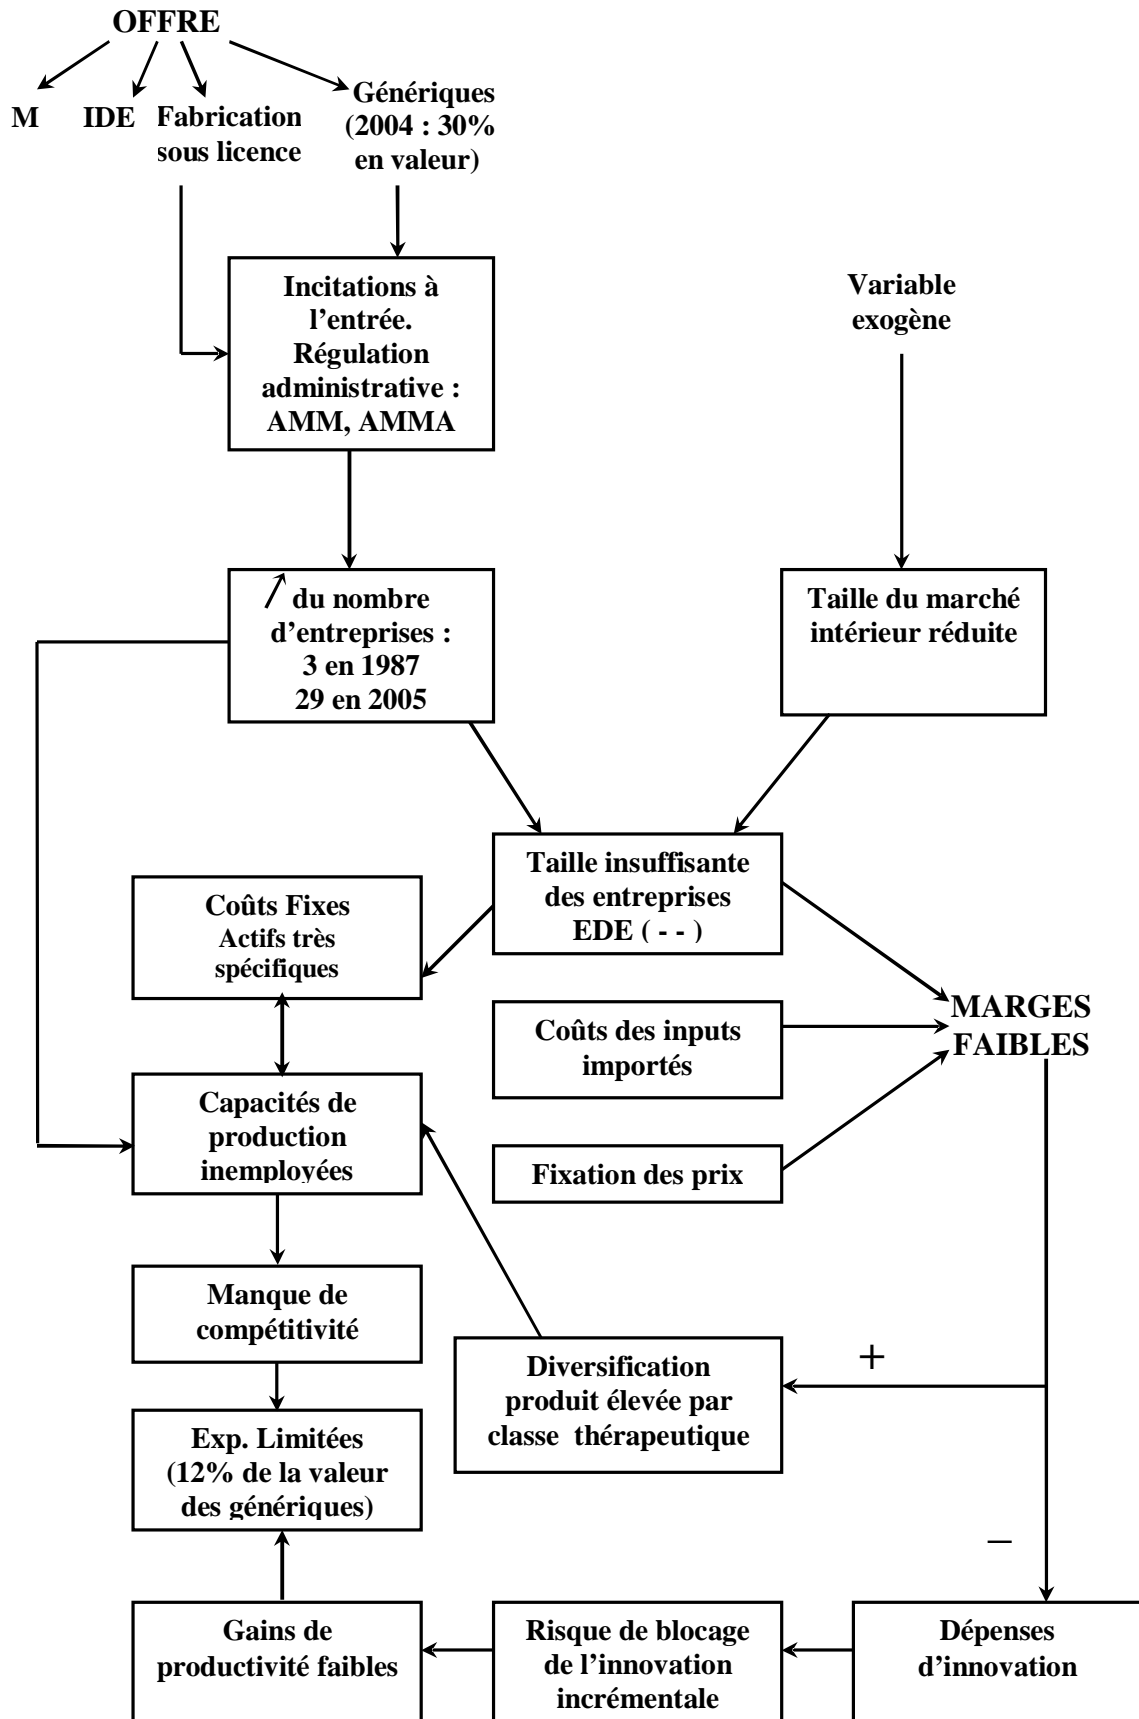 OFFRE
M
IDE
Fabrication
sous licence
Génériques
(2004 : 30%
en valeur)
Incitations à
l’entrée.
Régulation
administrative :
AMM, AMMA
Variable
exogène
du nombre
d’entreprises :
3 en 1987
29 en 2005
Taille du marché
intérieur réduite
Taille insuffisante
des entreprises
EDE ( - - )
Coûts Fixes
Actifs très
spécifiques
Coûts des inputs
importés
MARGES
FAIBLES
Capacités de
production
inemployées
Fixation des prix
Manque de
compétitivité
Diversification
produit élevée par
classe thérapeutique
+
Exp. Limitées
(12% de la valeur
des génériques)
–
Gains de
productivité faibles
Risque de blocage
de l’innovation
incrémentale
Dépenses
d’innovation